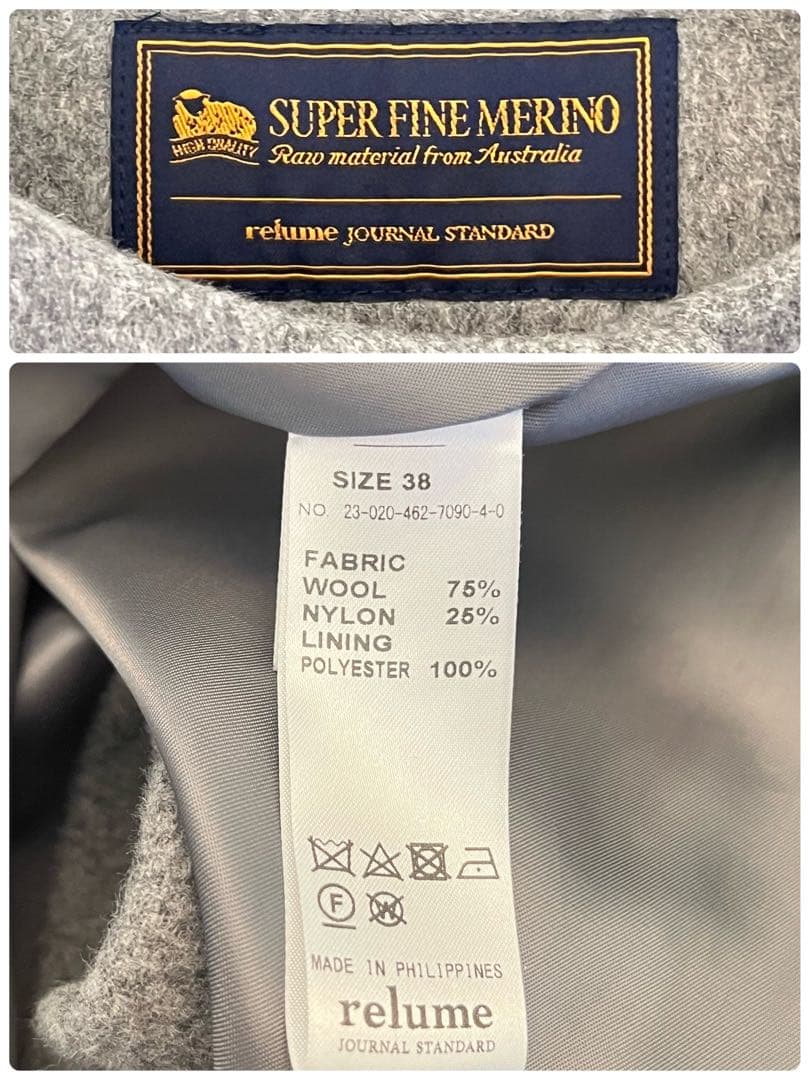 HIGH QUALITY
SUPER FINE MERINO
Raw material from Australia
relume JOURNAL STANDARD
SIZE 38
NO. 23-020-462-7090-4-0
FABRIC
WOOL 75%
NYLON 25%
LINING
POLYESTER 100%
F W
MADE IN PHILIPPINES
relume
JOURNAL STANDARD